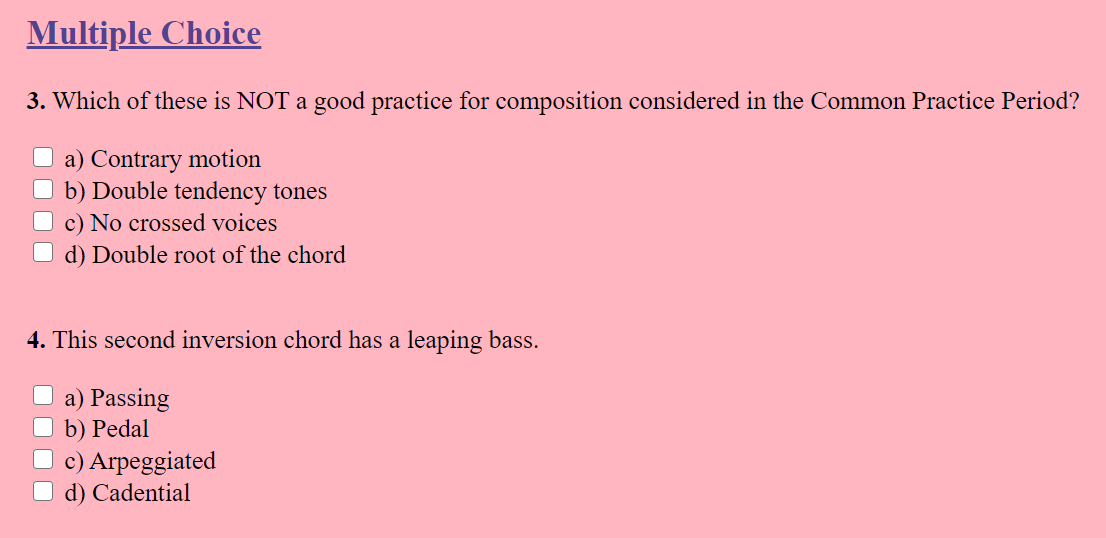 Multiple Choice
3. Which of these is NOT a good practice for composition considered in the Common Practice Period?
a) Contrary motion
b) Double tendency tones
c) No crossed voices
d) Double root of the chord
4. This second inversion chord has a leaping bass.
a) Passing
b) Pedal
c) Arpeggiated
d) Cadential